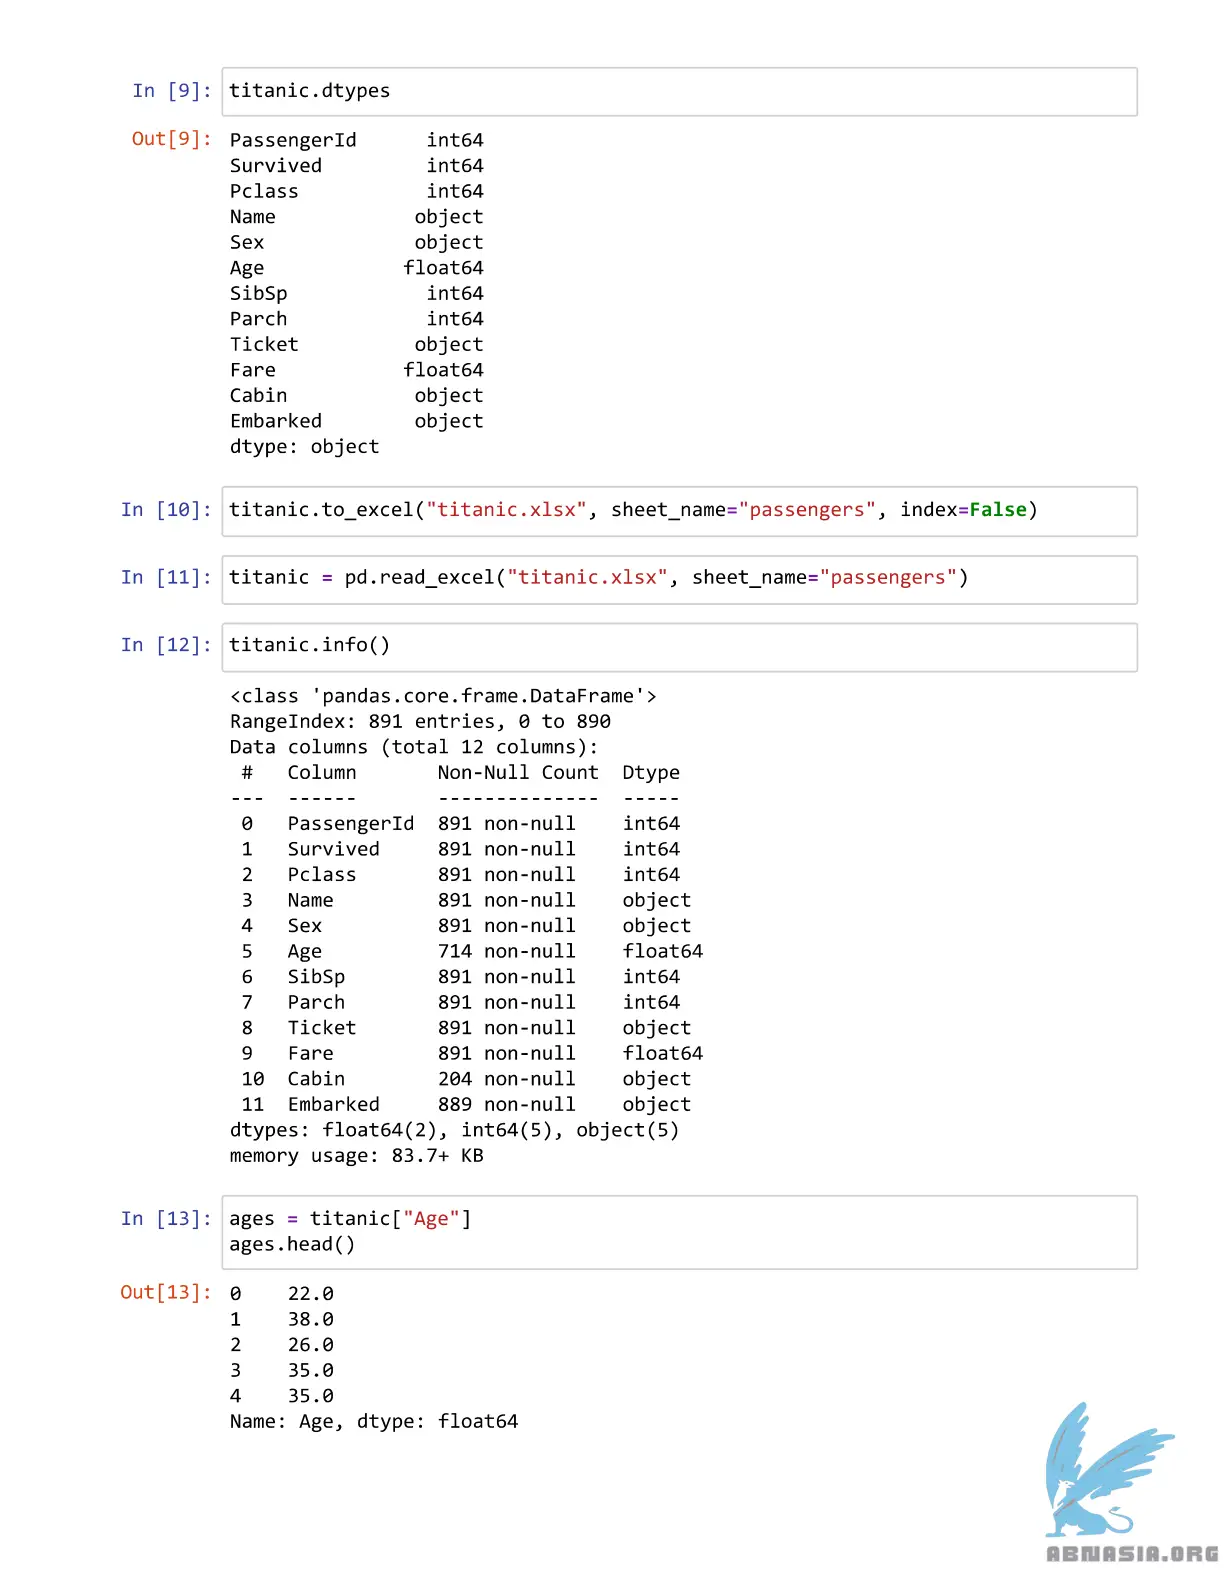 In [9]: titanic.dtypes
Out[9]: PassengerId      int64
Survived         int64
Pclass           int64
Name            object
Sex             object
Age            float64
SibSp            int64
Parch            int64
Ticket          object
Fare           float64
Cabin           object
Embarked        object
dtype: object
In [10]: titanic.to_excel("titanic.xlsx", sheet_name="passengers", index=False)
In [11]: titanic = pd.read_excel("titanic.xlsx", sheet_name="passengers")
In [12]: titanic.info()
<class 'pandas.core.frame.DataFrame'>
RangeIndex: 891 entries, 0 to 890
Data columns (total 12 columns):
 #   Column       Non-Null Count  Dtype
---  ------       --------------  -----
 0   PassengerId  891 non-null    int64
 1   Survived     891 non-null    int64
 2   Pclass       891 non-null    int64
 3   Name         891 non-null    object
 4   Sex          891 non-null    object
 5   Age          714 non-null    float64
 6   SibSp        891 non-null    int64
 7   Parch        891 non-null    int64
 8   Ticket       891 non-null    object
 9   Fare         891 non-null    float64
 10  Cabin        204 non-null    object
 11  Embarked     889 non-null    object
dtypes: float64(2), int64(5), object(5)
memory usage: 83.7+ KB
In [13]: ages = titanic["Age"]
ages.head()
Out[13]: 0    22.0
1    38.0
2    26.0
3    35.0
4    35.0
Name: Age, dtype: float64
ABNASIA.ORG